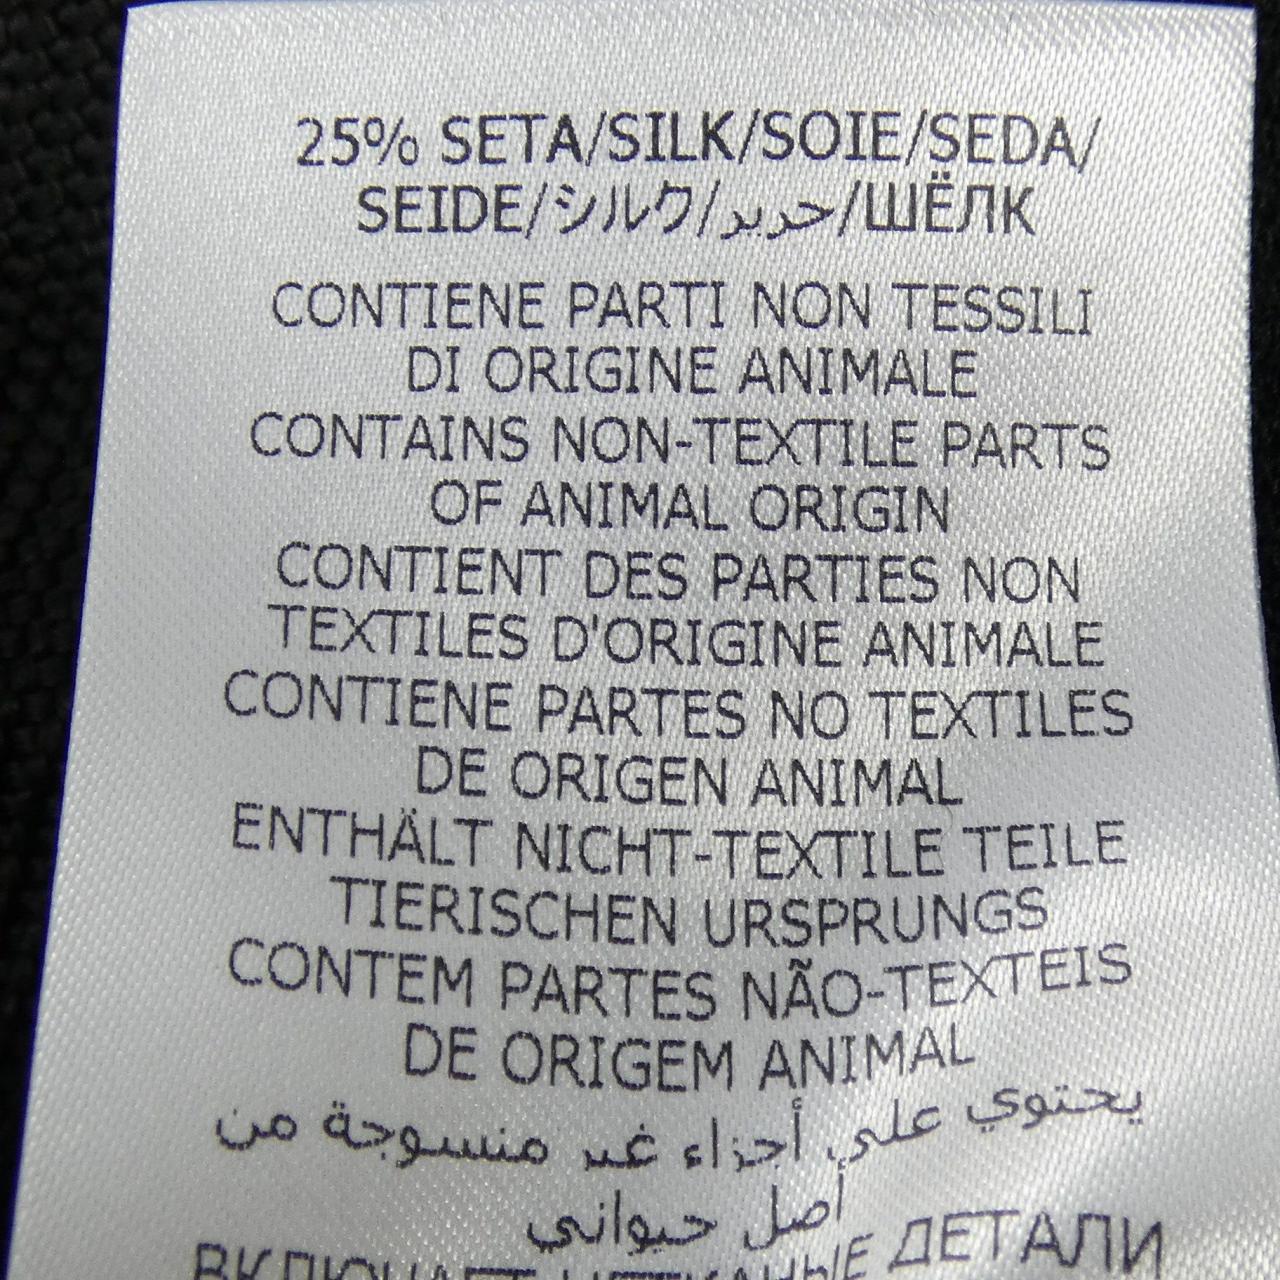 25% SETA/SILK/SOIE/SEDA/
SEIDE/シルク/حرير/ШЁЛК
CONTIENE PARTI NON TESSILI
DI ORIGINE ANIMALE
CONTAINS NON-TEXTILE PARTS
OF ANIMAL ORIGIN
CONTIENT DES PARTIES NON
TEXTILES D'ORIGINE ANIMALE
CONTIENE PARTES NO TEXTILES
DE ORIGEN ANIMAL
ENTHÄLT NICHT-TEXTILE TEILE
TIERISCHEN URSPRUNGS
CONTEM PARTES NÃO-TEXTEIS
DE ORIGEM ANIMAL
يحتوي على أجزاء غير منسوجة من
أصل حيواني
ВКЛЮЧАЕТ НЕТКАНЫЕ ДЕТАЛИ